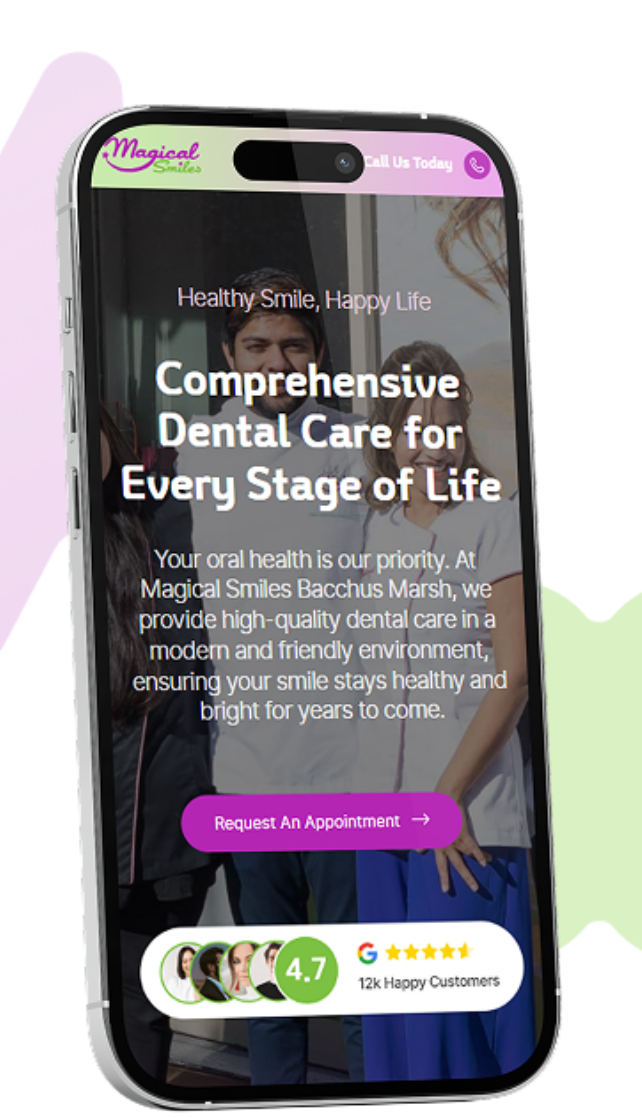 Magical
Smiles
Call Us Today
Healthy Smile, Happy Life
Comprehensive
Dental Care for
Every Stage of Life
Your oral health is our priority. At
Magical Smiles Bacchus Marsh, we
provide high-quality dental care in a
modern and friendly environment,
ensuring your smile stays healthy and
bright for years to come.
Request An Appointment →
4.7
G
12k Happy Customers